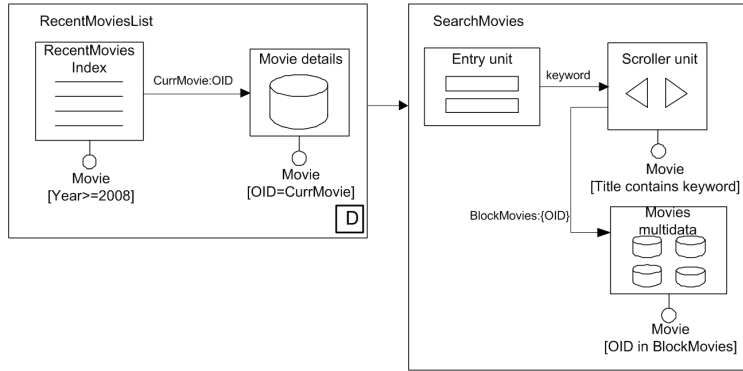 RecentMoviesList
RecentMovies
Index
CurrMovie:OID
Movie details
Movie
[Year>=2008]
Movie
[OID=CurrMovie]
D
SearchMovies
Entry unit
keyword
Scroller unit
Movie
[Title contains keyword]
BlockMovies:{OID}
Movies
multidata
Movie
[OID in BlockMovies]